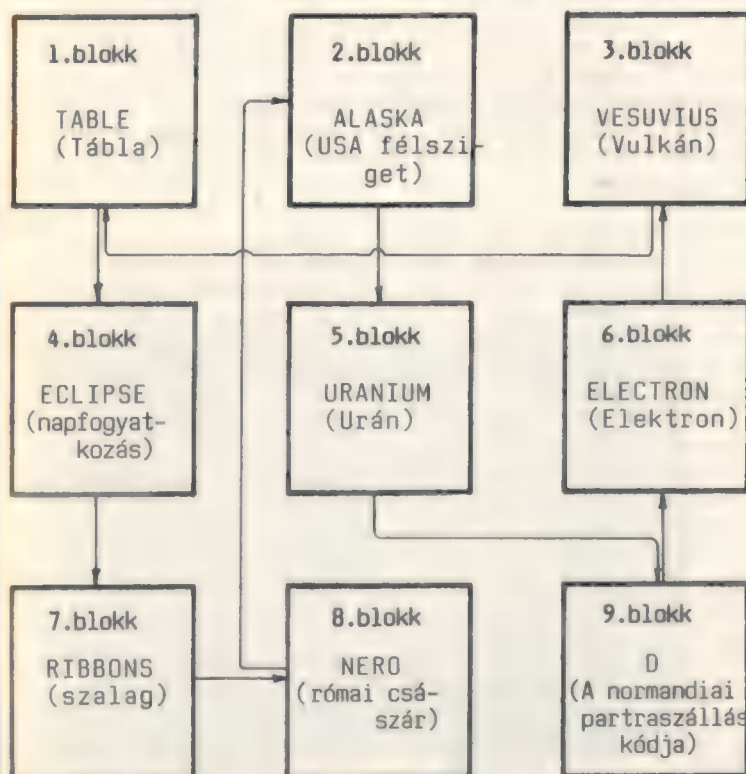 1.blokk
TABLE
(Tábla)
2.blokk
ALASKA
(USA félszi-
get)
3.blokk
VESUVIUS
(Vulkán)
4.blokk
ECLIPSE
(napfogyat-
kozás)
5.blokk
URANIUM
(Urán)
6.blokk
ELECTRON
(Elektron)
7.blokk
RIBBONS
(szalag)
8.blokk
NERO
(római csá-
szár)
9.blokk
D
(A normandiai
partraszállás
kódja)